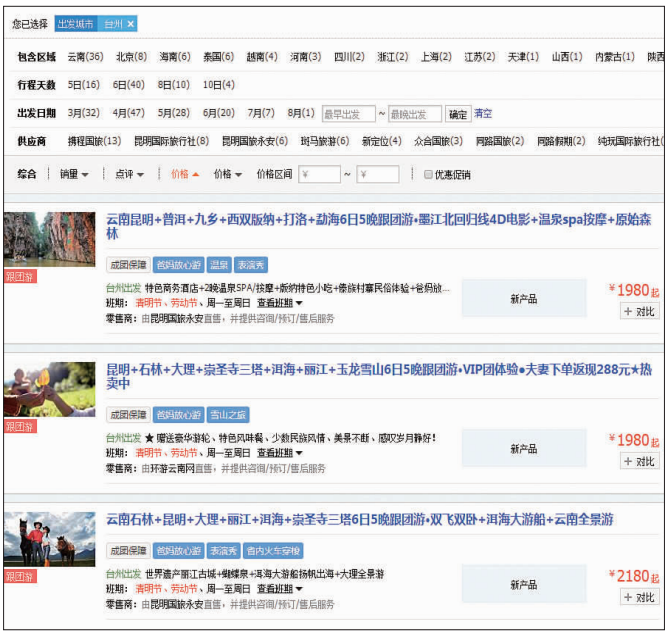 您已选择 出发城市 台州 ×
包含区域 云南(36) 北京(8) 海南(6) 泰国(6) 越南(4) 河南(3) 四川(2) 浙江(2) 上海(2) 江苏(2) 天津(1) 山西(1) 内蒙古(1) 陕西
行程天数 5日(16) 6日(40) 8日(10) 10日(4)
出发日期 3月(32) 4月(47) 5月(28) 6月(20) 7月(7) 8月(1) 最早出发 ~ 最晚出发 确定 清空
供应商 携程国旅(13) 昆明国际旅行社(8) 昆明国旅永安(6) 斑马旅游(6) 新定位(4) 众合国旅(3) 同路国旅(2) 同路假期(2) 纯玩国际旅行社(
综合 销量 点评 价格 价格 价格区间 ¥ ~ ¥ 优惠促销
云南昆明+普洱+九乡+西双版纳+打洛+勐海6日5晚跟团游•墨江北回归线4D电影+温泉spa按摩+原始森
林
跟团游
成团保障 爸妈放心游 温泉 表演秀
台州出发 特色商务酒店+2晚温泉SPA/按摩+版纳特色小吃+傣族村寨民俗体验+爸妈放...
班期: 清明节、劳动节、周一至周日 查看班期
零售商: 由昆明国旅永安直售，并提供咨询/预订/售后服务
新产品
¥1980起
+ 对比
昆明+石林+大理+崇圣寺三塔+洱海+丽江+玉龙雪山6日5晚跟团游•VIP团体验●夫妻下单返现288元★热
卖中
跟团游
成团保障 爸妈放心游 雪山之旅
台州出发 ★ 赠送豪华游轮、特色风味餐、少数民族风情、美景不断、感叹岁月静好！
班期: 清明节、劳动节、周一至周日 查看班期
零售商: 由环游云南网直售，并提供咨询/预订/售后服务
新产品
¥1980起
+ 对比
云南石林+昆明+大理+丽江+洱海+崇圣寺三塔6日5晚跟团游•双飞双卧+洱海大游船+云南全景游
跟团游
成团保障 爸妈放心游 表演秀 省内火车穿梭
台州出发 世界遗产丽江古城+蝴蝶泉+洱海大游船扬帆出海+大理全景游
班期: 清明节、劳动节、周一至周日 查看班期
零售商: 由昆明国旅永安直售，并提供咨询/预订/售后服务
新产品
¥2180起
+ 对比